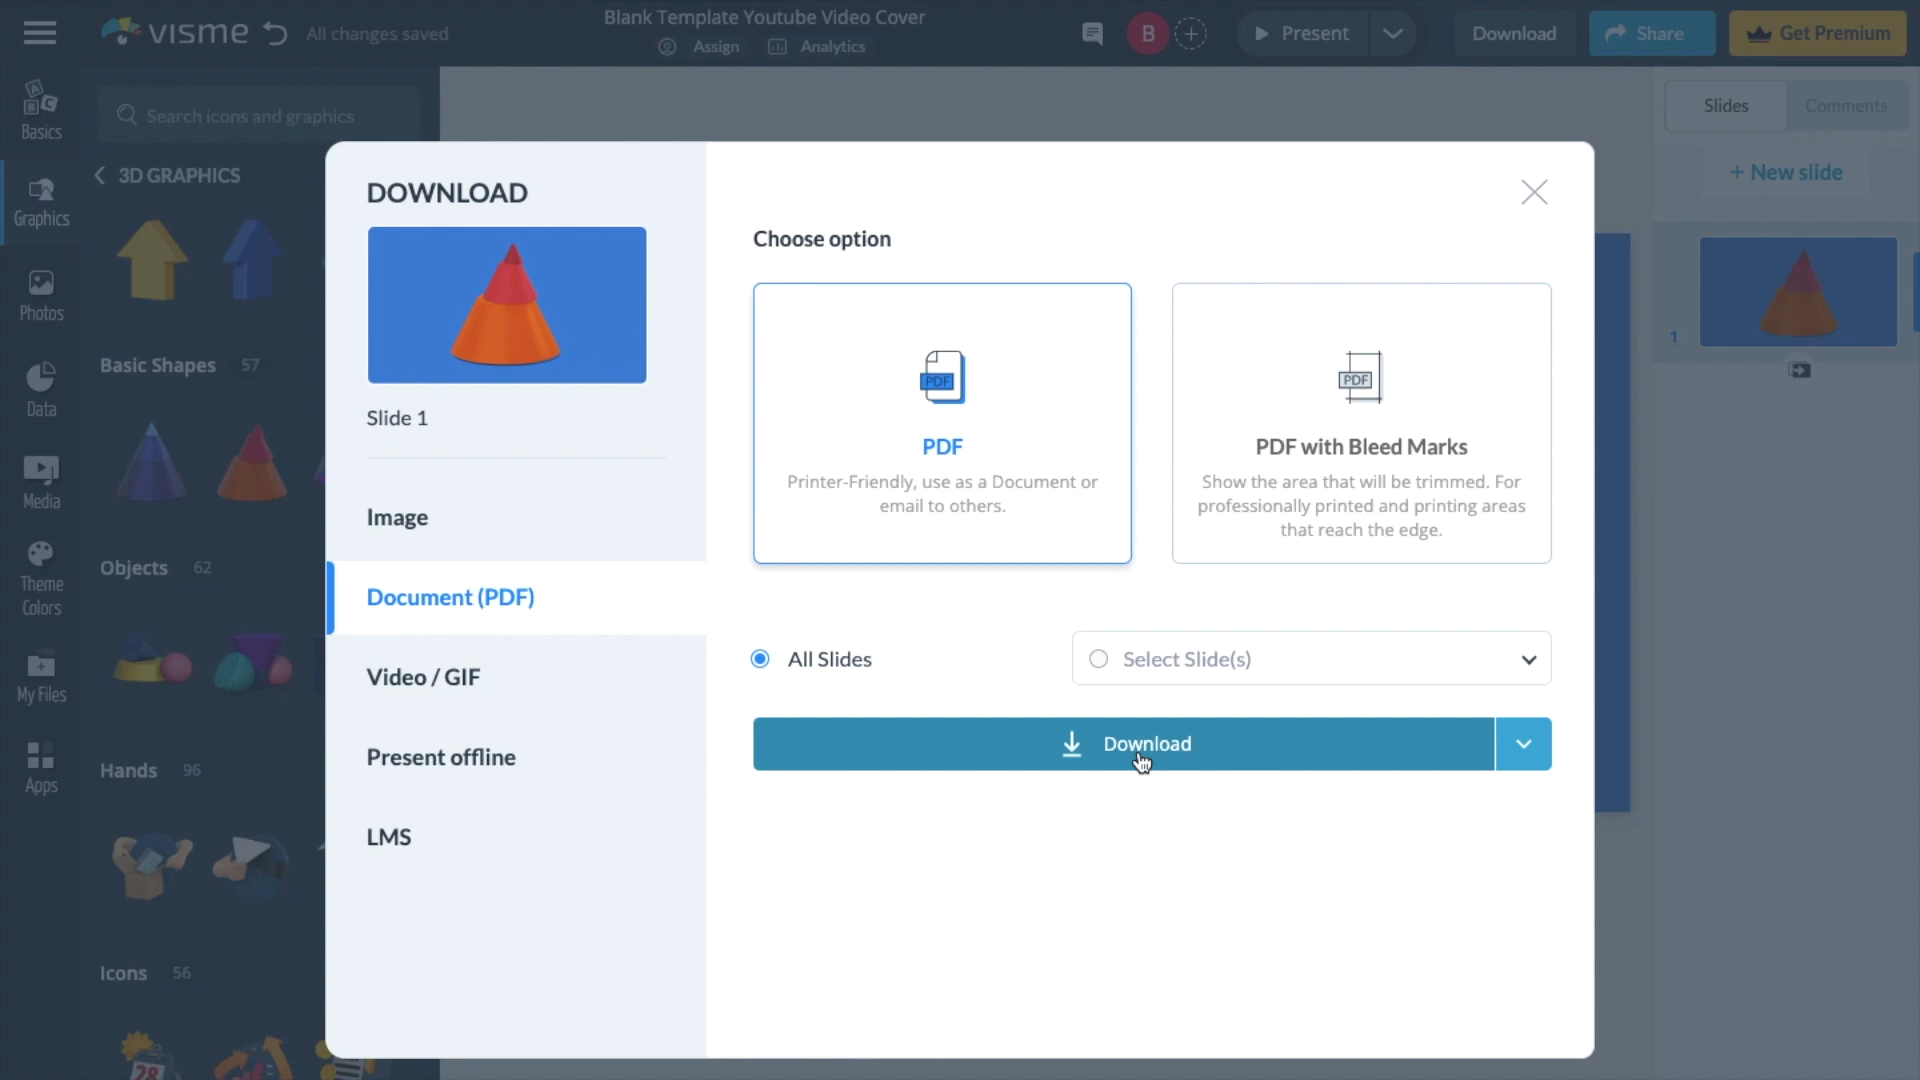 visme
All changes saved
Blank Template Youtube Video Cover
Assign
Analytics
B
Present
Download
Share
Get Premium
Basics
Graphics
Photos
Data
Media
Theme
Colors
My Files
Apps
Search icons and graphics
3D GRAPHICS
Basic Shapes 57
Objects 62
Hands 96
Icons 56
28
DOWNLOAD
Slide 1
Image
Document (PDF)
Video / GIF
Present offline
LMS
Choose option
PDF
PDF
Printer-Friendly, use as a Document or
email to others.
PDF
PDF with Bleed Marks
Show the area that will be trimmed. For
professionally printed and printing areas
that reach the edge.
All Slides
Select Slide(s)
Download
Slides
Comments
+ New slide
1